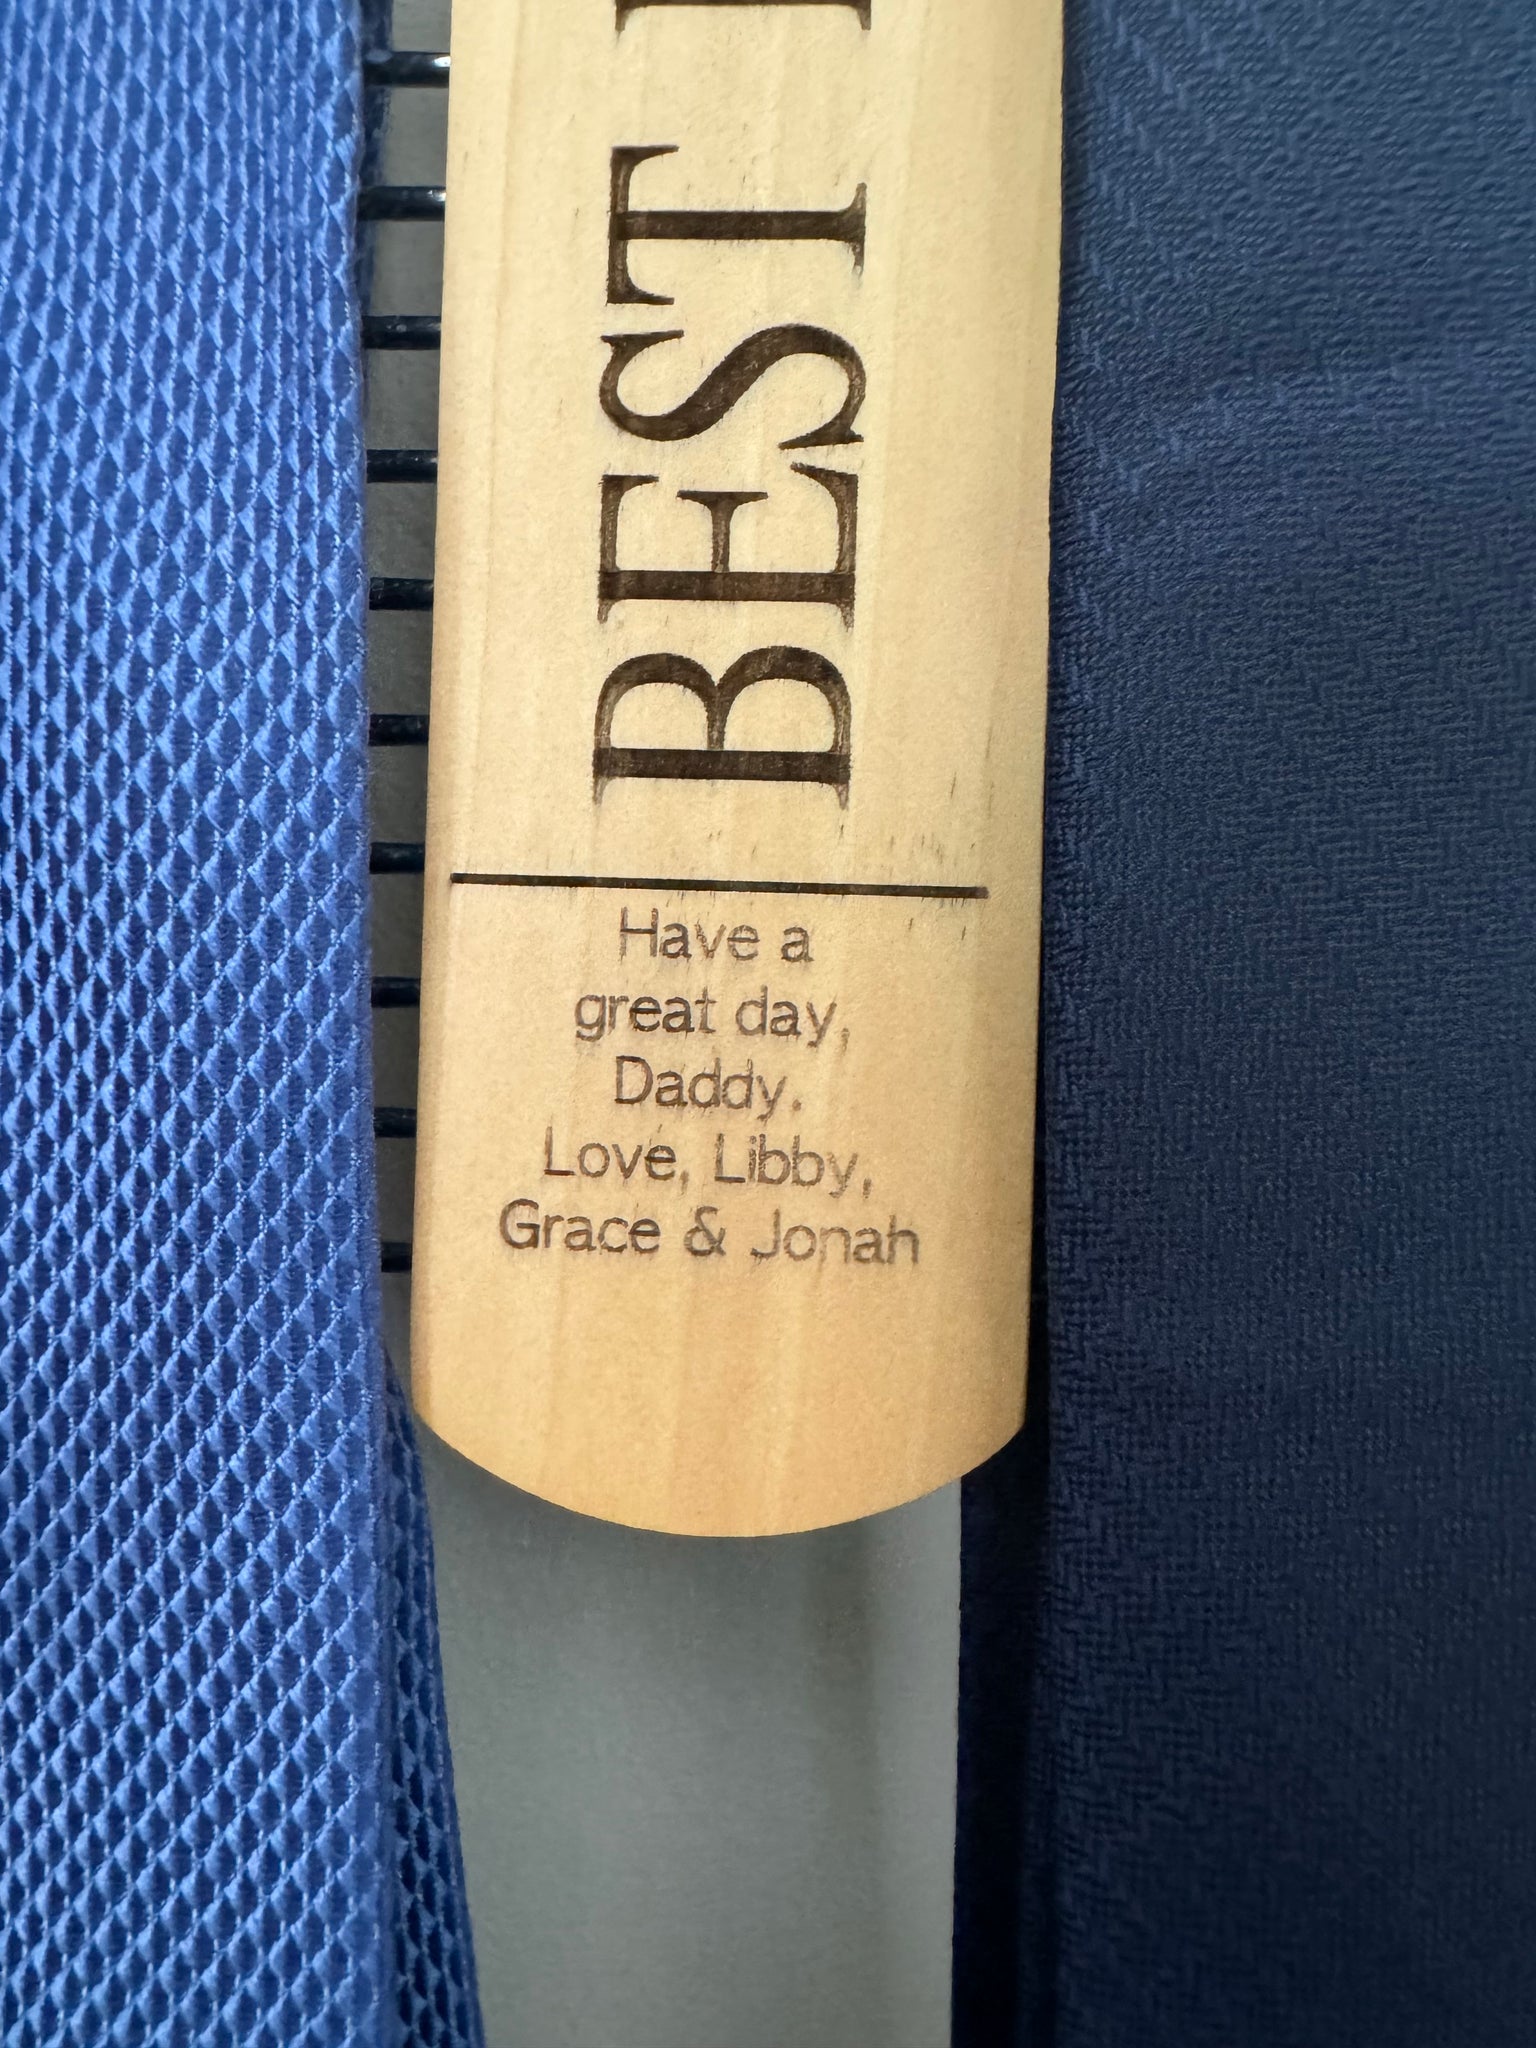 BEST
Have a
great day,
Daddy.
Love, Libby,
Grace & Jonah